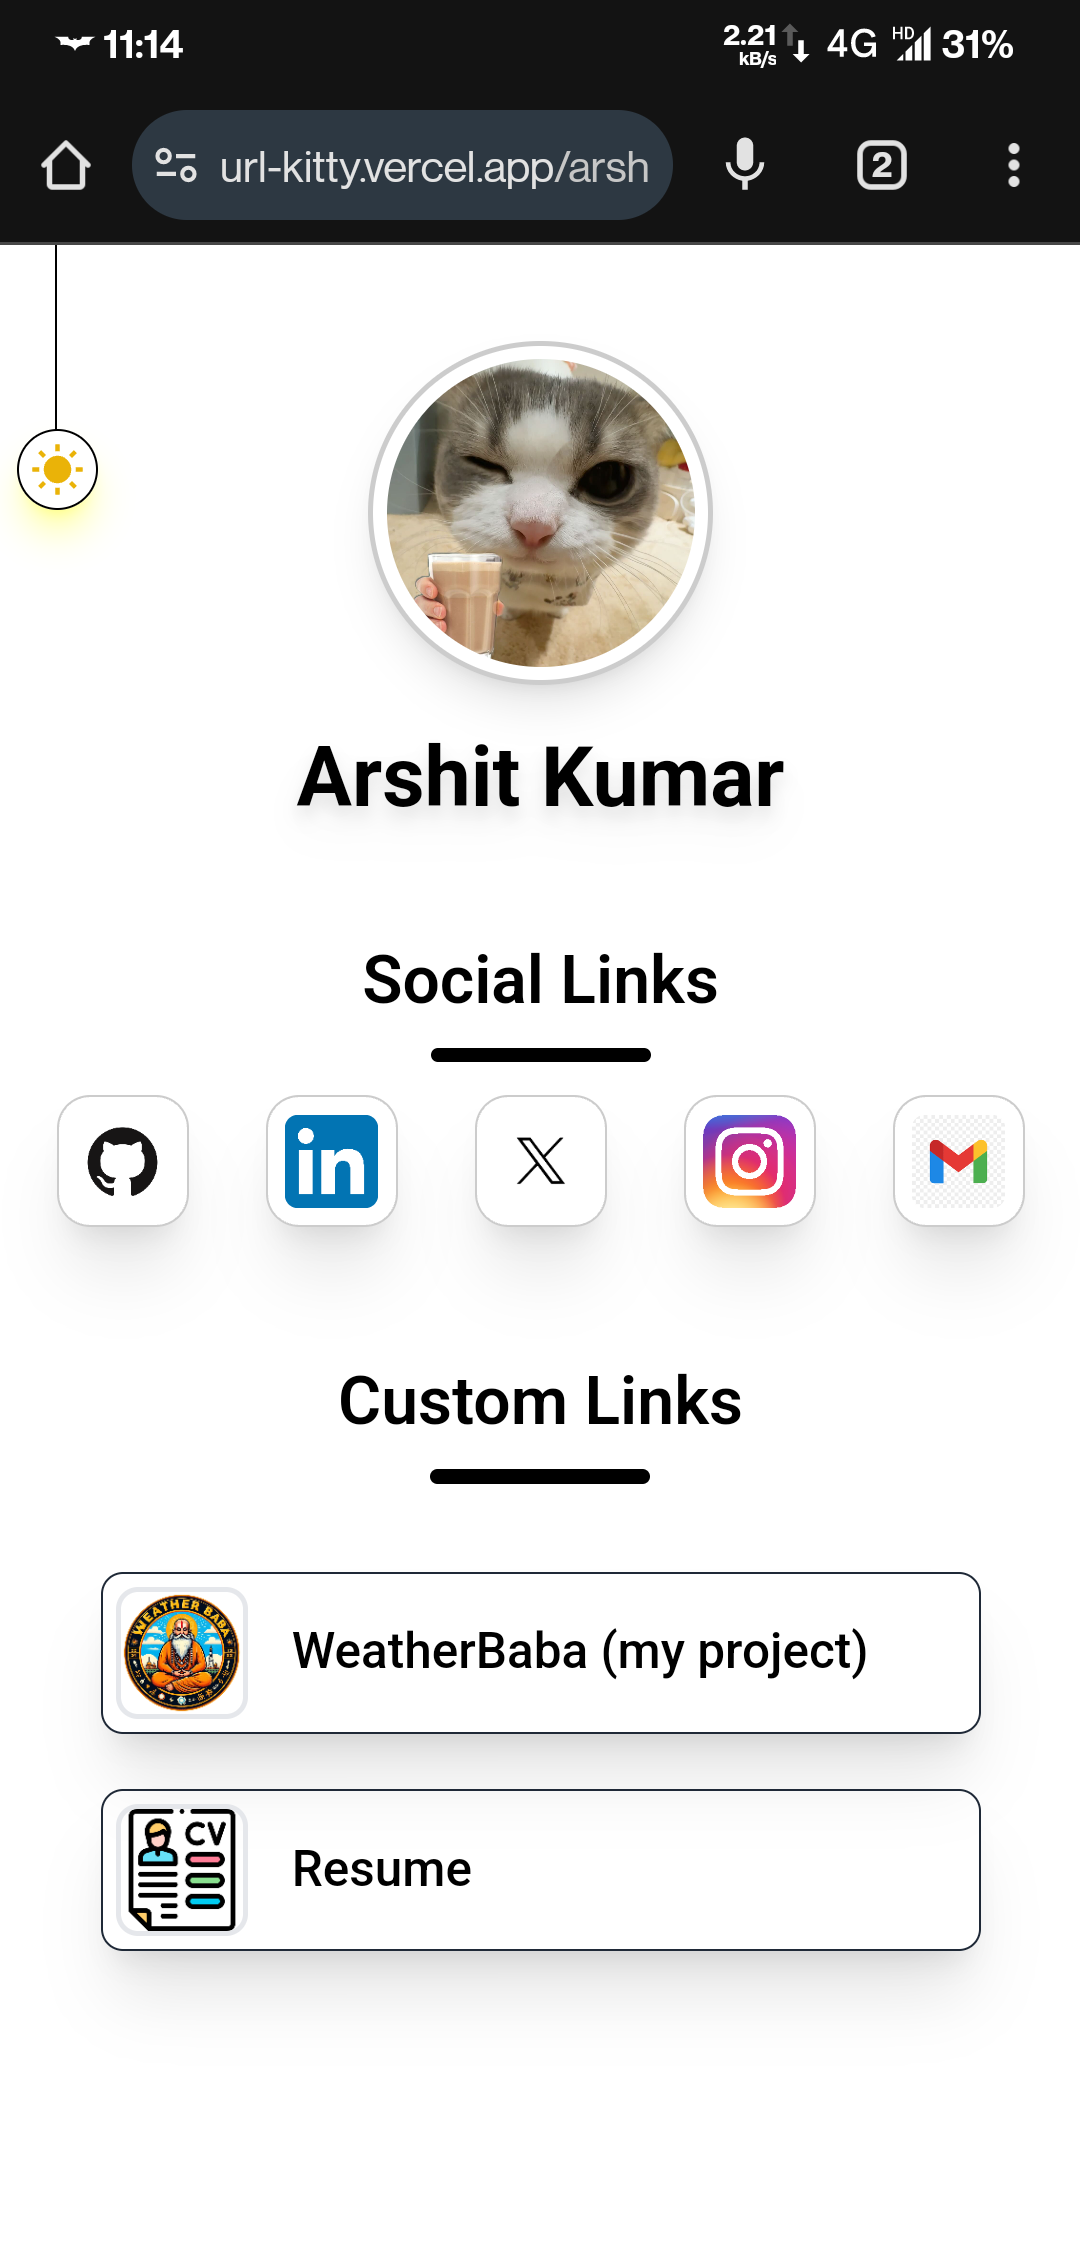 11:14 2.21 kB/s 4G HD 31%
url-kitty.vercel.app/arsh 2
Arshit Kumar
Social Links
in
Custom Links
WEATHER BABA
WeatherBaba (my project)
CV
Resume